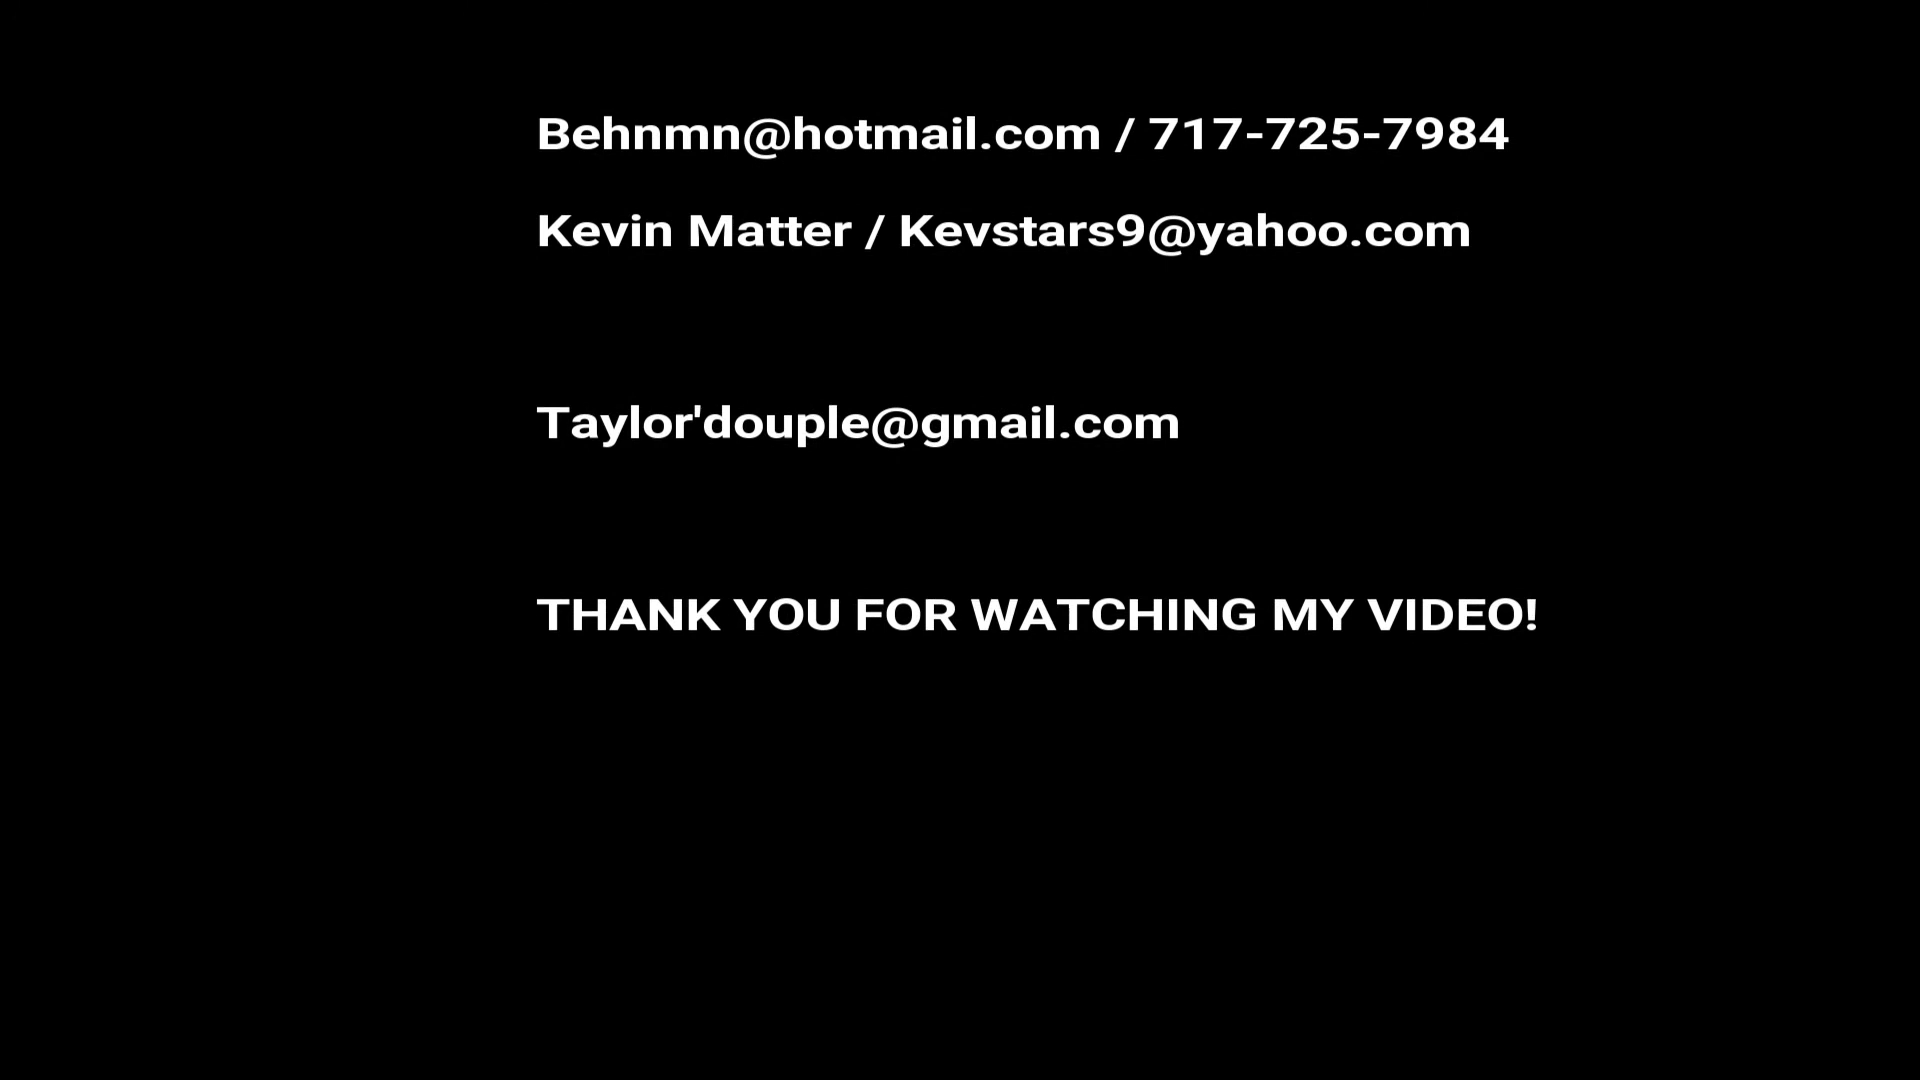 Behnmn@hotmail.com / 717-725-7984
Kevin Matter / Kevstars9@yahoo.com
Taylor'douple@gmail.com
THANK YOU FOR WATCHING MY VIDEO!